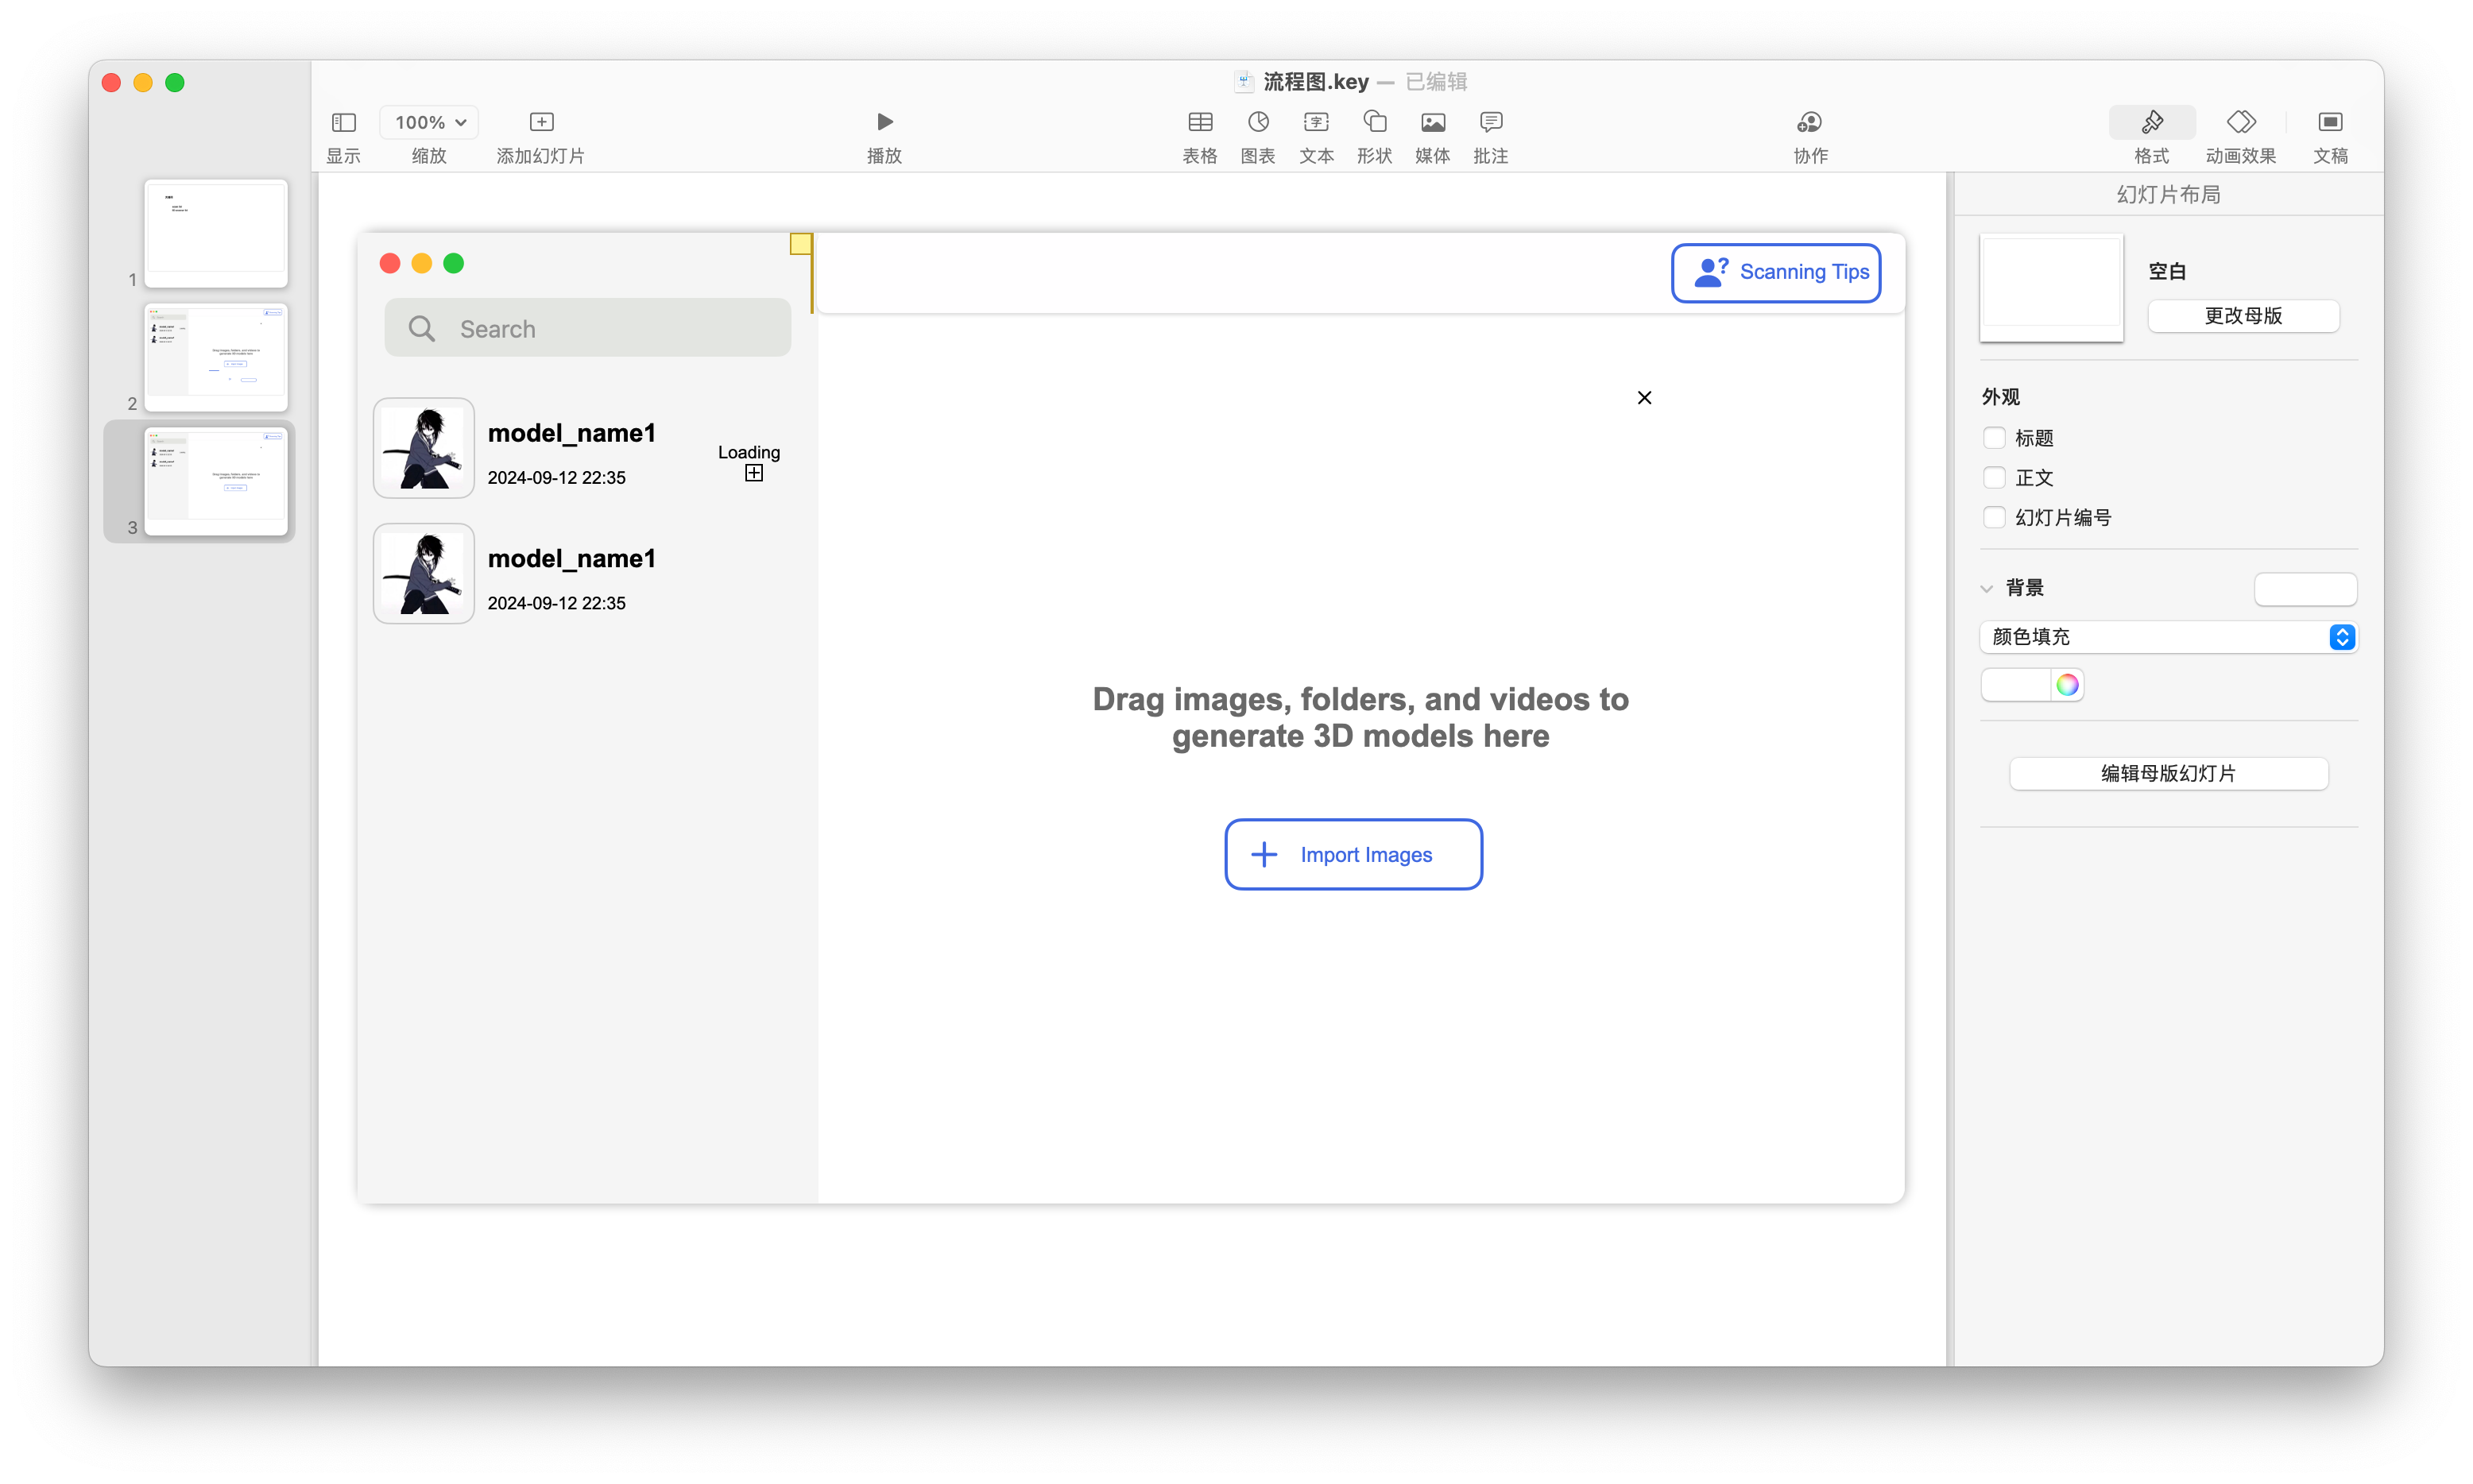 流程图.key — 已编辑
100%
显示
缩放
添加幻灯片
播放
表格
图表
文本
形状
媒体
批注
协作
格式
动画效果
文稿
1
2
3
Scanning Tips
Search
model_name1
2024-09-12 22:35
Loading
model_name1
2024-09-12 22:35
Drag images, folders, and videos to
generate 3D models here
Import Images
幻灯片布局
空白
更改母版
外观
标题
正文
幻灯片编号
背景
颜色填充
编辑母版幻灯片